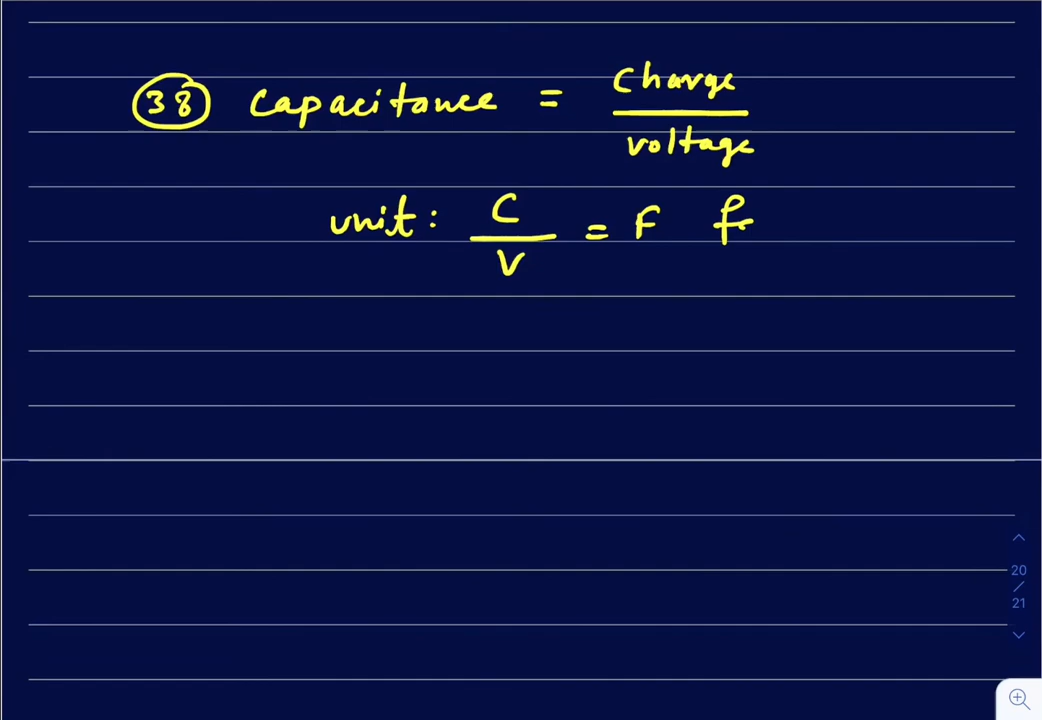 38 Capacitance = Charge / voltage
unit: C / V = F f
20 / 21